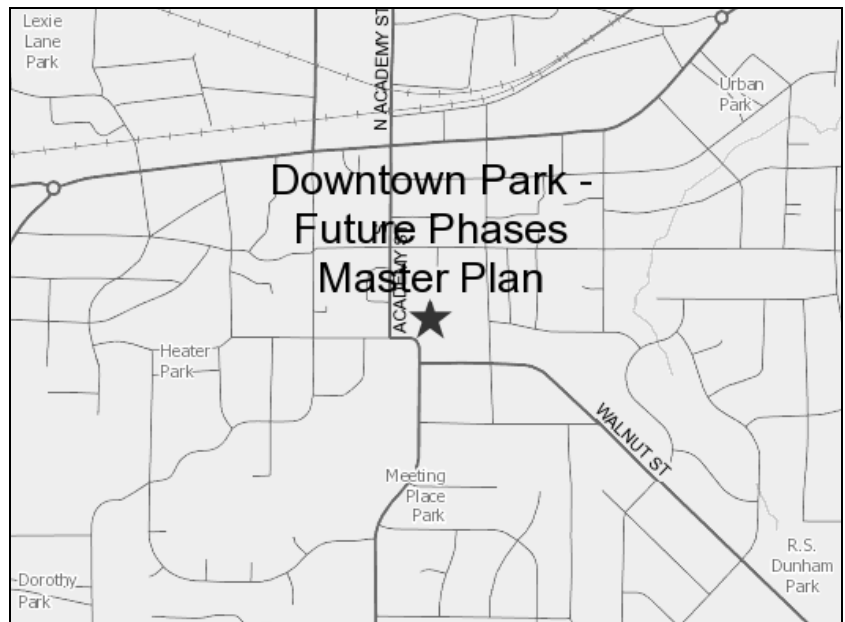 Lexie
Lane
Park
N ACADEMY ST
Urban
Park
Downtown Park -
Future Phases
Master Plan
ACADEMY ST
Heater
Park
WALNUT ST
Meeting
Place
Park
R.S.
Dunham
Park
Dorothy
Park